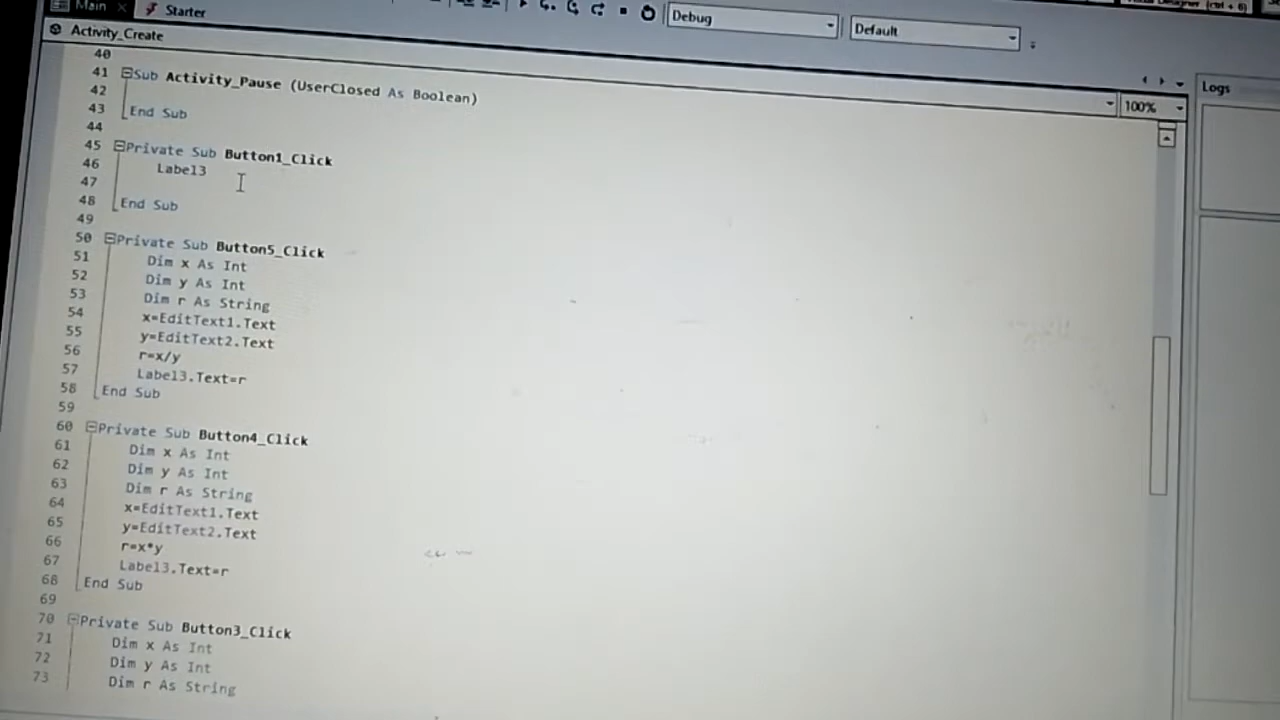 Main Starter
Debug Default
Activity_Create
100%
Logs
40
41 Sub Activity_Pause (UserClosed As Boolean)
42
43 End Sub
44
45 Private Sub Button1_Click
46 Label3
47
48 End Sub
49
50 Private Sub Button5_Click
51 Dim x As Int
52 Dim y As Int
53 Dim r As String
54 x=EditText1.Text
55 y=EditText2.Text
56 r=x/y
57 Label3.Text=r
58 End Sub
59
60 Private Sub Button4_Click
61 Dim x As Int
62 Dim y As Int
63 Dim r As String
64 x=EditText1.Text
65 y=EditText2.Text
66 r=x*y
67 Label3.Text=r
68 End Sub
69
70 Private Sub Button3_Click
71 Dim x As Int
72 Dim y As Int
73 Dim r As String